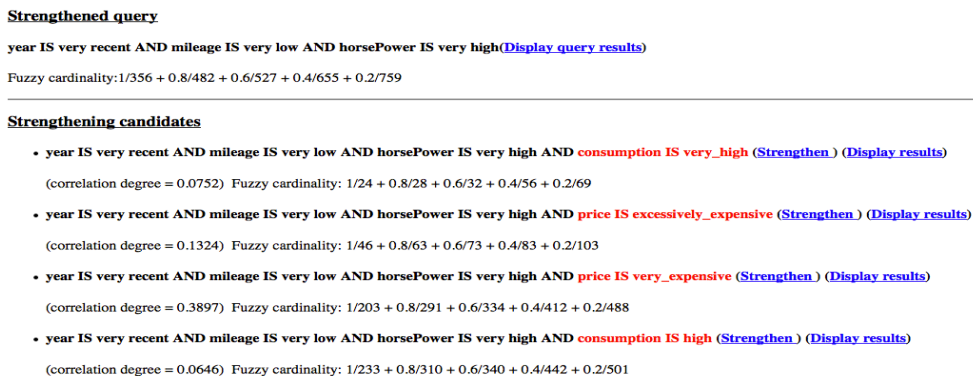 Strengthened query
year IS very recent AND mileage IS very low AND horsePower IS very high(Display query results)
Fuzzy cardinality:1/356 + 0.8/482 + 0.6/527 + 0.4/655 + 0.2/759
Strengthening candidates
• year IS very recent AND mileage IS very low AND horsePower IS very high AND consumption IS very_high (Strengthen ) (Display results)
(correlation degree = 0.0752) Fuzzy cardinality: 1/24 + 0.8/28 + 0.6/32 + 0.4/56 + 0.2/69
• year IS very recent AND mileage IS very low AND horsePower IS very high AND price IS excessively_expensive (Strengthen ) (Display results)
(correlation degree = 0.1324) Fuzzy cardinality: 1/46 + 0.8/63 + 0.6/73 + 0.4/83 + 0.2/103
• year IS very recent AND mileage IS very low AND horsePower IS very high AND price IS very_expensive (Strengthen ) (Display results)
(correlation degree = 0.3897) Fuzzy cardinality: 1/203 + 0.8/291 + 0.6/334 + 0.4/412 + 0.2/488
• year IS very recent AND mileage IS very low AND horsePower IS very high AND consumption IS high (Strengthen ) (Display results)
(correlation degree = 0.0646) Fuzzy cardinality: 1/233 + 0.8/310 + 0.6/340 + 0.4/442 + 0.2/501